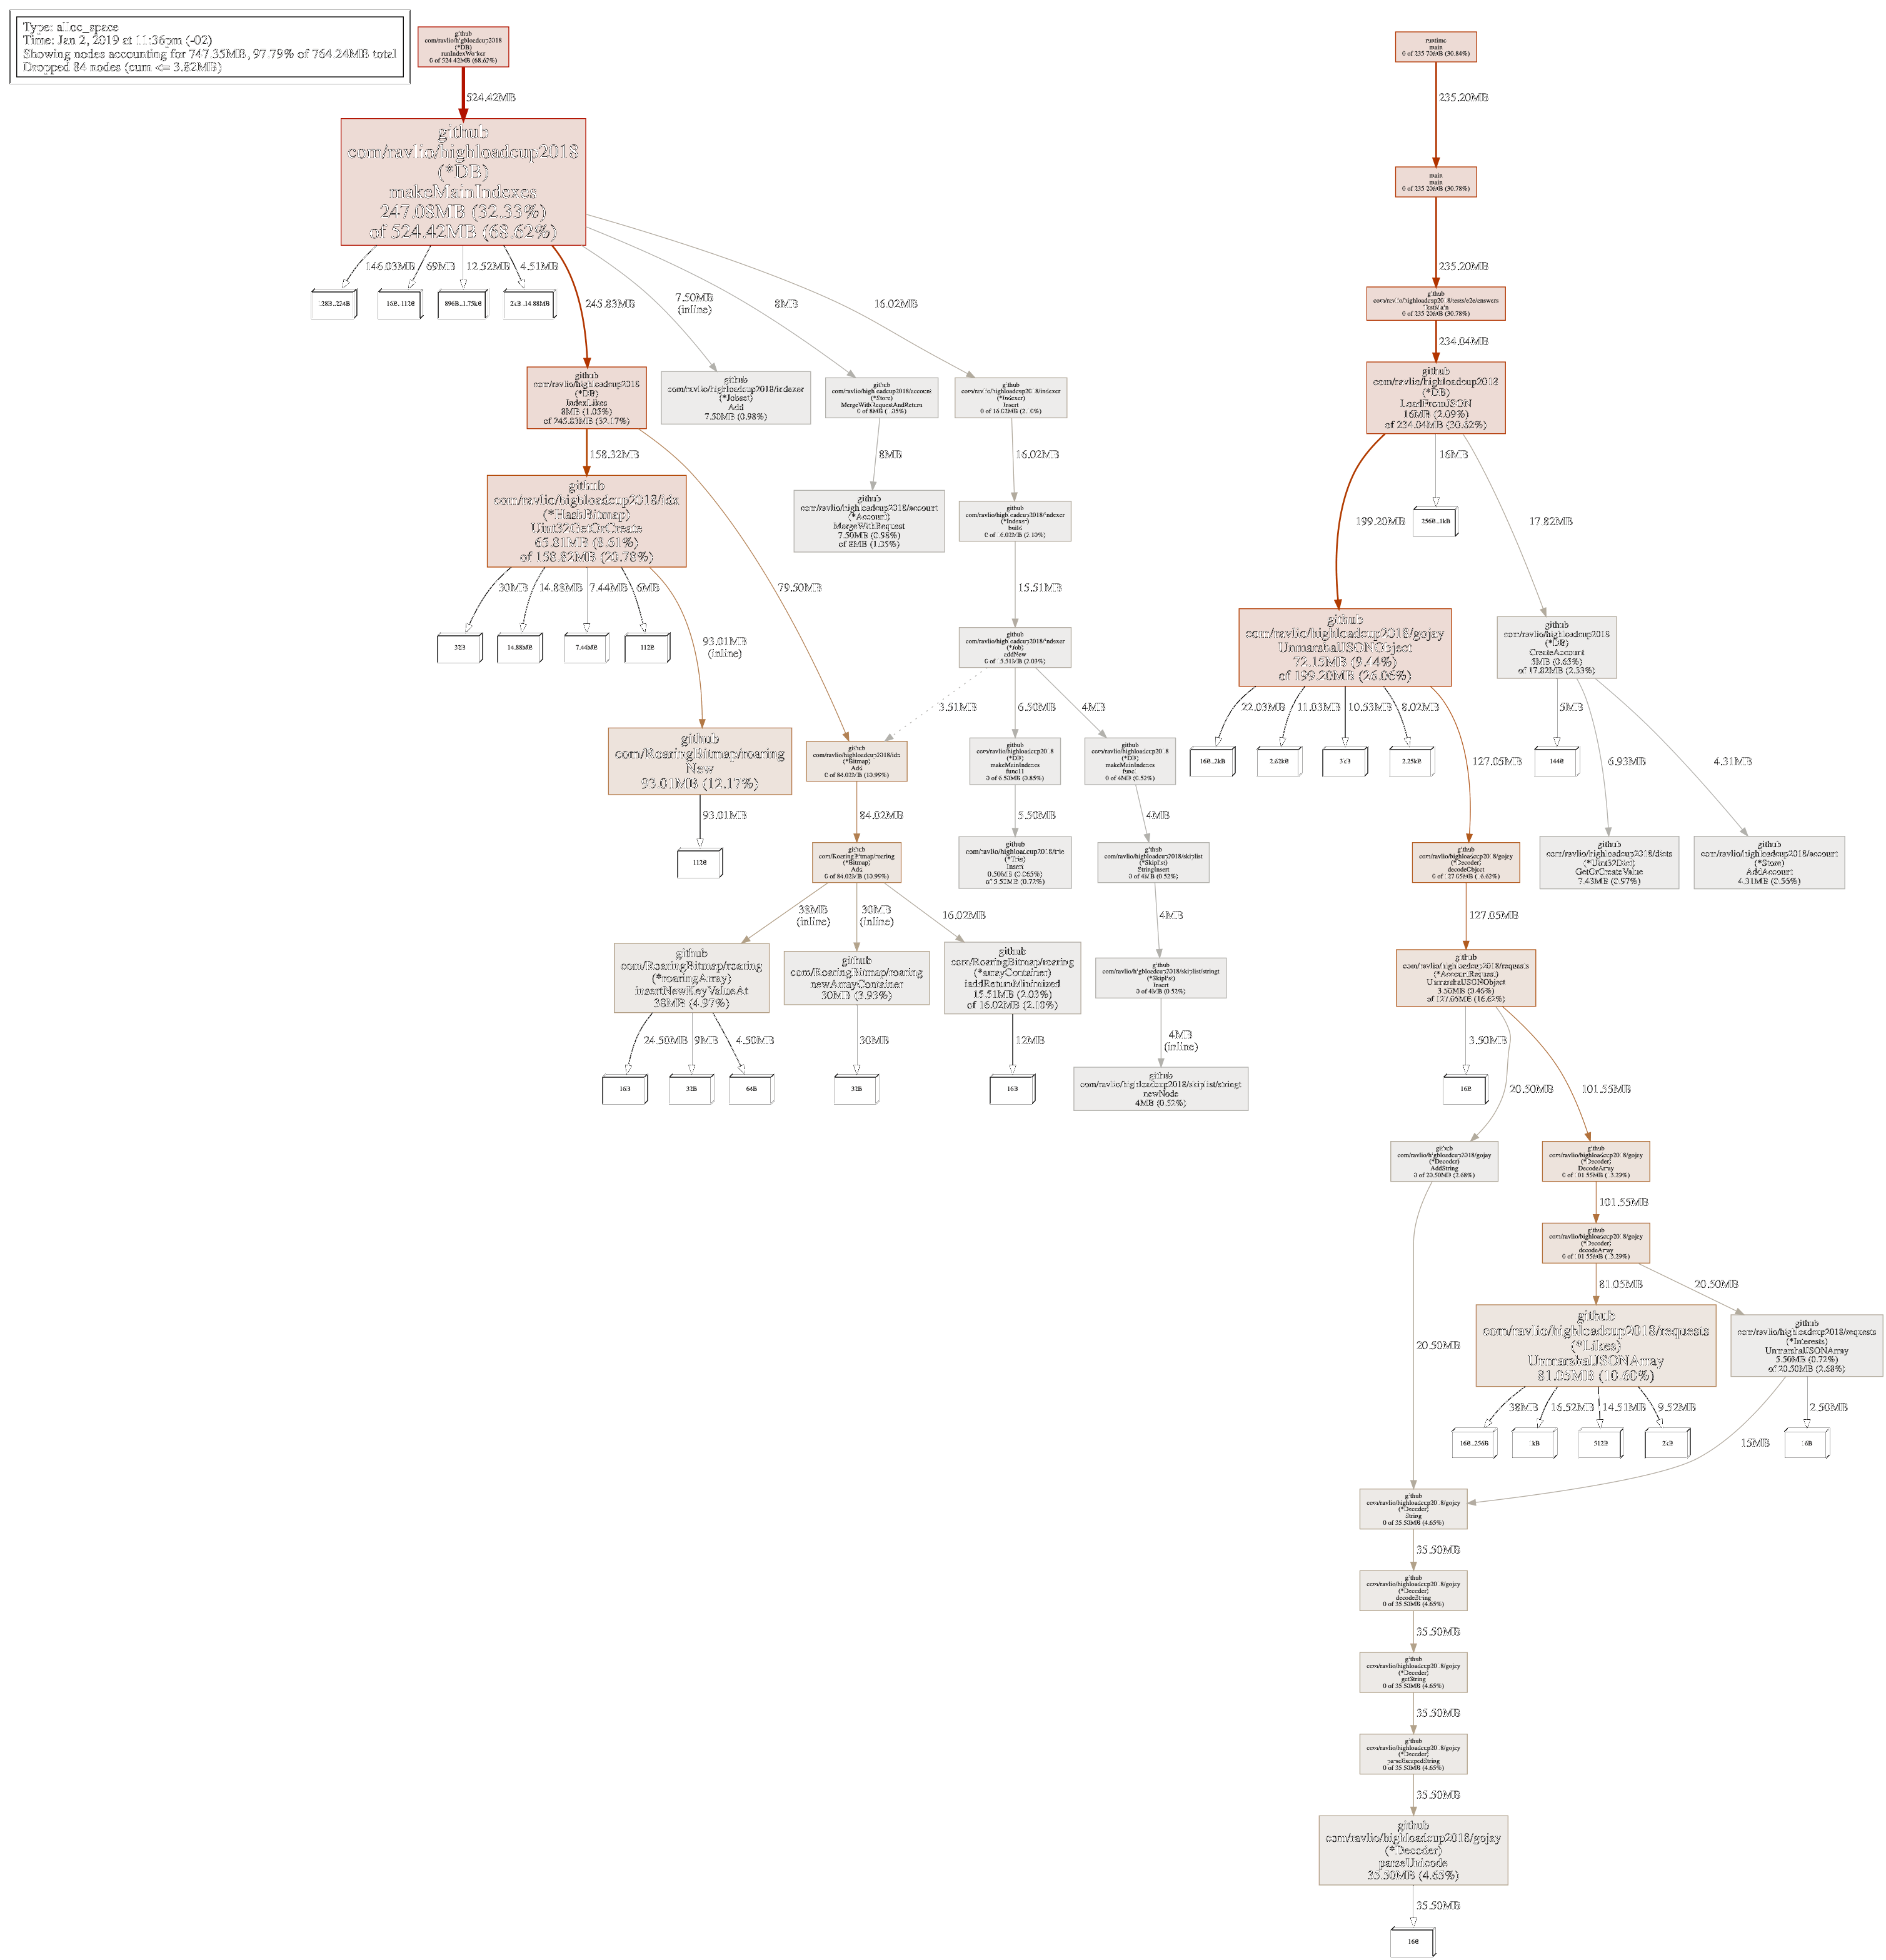 Type: alloc_space
Time: Jan 2, 2019 at 11:36pm (-02)
Showing nodes accounting for 747.35MB, 97.79% of 764.24MB total
Dropped 84 nodes (cum <= 3.82MB)
github
com/ravlio/highloadcup2018
(*DB)
runIndexWorker
0 of 524.42MB (68.62%)
524.42MB
github
com/ravlio/highloadcup2018
(*DB)
makeMainIndexes
247.08MB (32.33%)
of 524.42MB (68.62%)
146.03MB
69MB
12.52MB
4.51MB
245.83MB
7.50MB
(inline)
8MB
16.02MB
128B..224B
16B..112B
896B..1.75kB
2kB..14.88MB
github
com/ravlio/highloadcup2018
(*DB)
IndexLikes
8MB (1.05%)
of 245.83MB (32.17%)
github
com/ravlio/highloadcup2018/indexer
(*Jobset)
Add
7.50MB (0.98%)
github
com/ravlio/highloadcup2018/account
(*Store)
MergeWithRequestAndReturn
0 of 8MB (1.05%)
github
com/ravlio/highloadcup2018/indexer
(*Indexer)
Insert
0 of 16.02MB (2.10%)
158.32MB
79.50MB
8MB
16.02MB
github
com/ravlio/highloadcup2018/idx
(*HashBitmap)
Uint32GetOrCreate
65.81MB (8.61%)
of 158.82MB (20.78%)
github
com/ravlio/highloadcup2018/account
(*Account)
MergeWithRequest
7.50MB (0.98%)
of 8MB (1.05%)
github
com/ravlio/highloadcup2018/indexer
(*Indexer)
build
0 of 16.02MB (2.10%)
30MB
14.88MB
7.44MB
6MB
93.01MB
(inline)
15.51MB
32B
14.88MB
7.44MB
112B
github
com/ravlio/highloadcup2018/indexer
(*Job)
addNew
0 of 15.51MB (2.03%)
3.51MB
6.50MB
4MB
github
com/RoaringBitmap/roaring
New
93.01MB (12.17%)
github
com/ravlio/highloadcup2018/idx
(*Bitmap)
Add
0 of 84.02MB (10.99%)
github
com/ravlio/highloadcup2018
(*DB)
makeMainIndexes
func11
0 of 6.50MB (0.85%)
github
com/ravlio/highloadcup2018
(*DB)
makeMainIndexes
0 of 4MB (0.52%)
93.01MB
84.02MB
5.50MB
4MB
112B
github
com/RoaringBitmap/roaring
(*Bitmap)
Add
0 of 84.02MB (10.99%)
github
com/ravlio/highloadcup2018/trie
(*Trie)
Insert
0.50MB (0.065%)
of 5.50MB (0.72%)
github
com/ravlio/highloadcup2018/skiplist
(*Skiplist)
StringInsert
0 of 4MB (0.52%)
38MB
(inline)
30MB
(inline)
16.02MB
4MB
github
com/RoaringBitmap/roaring
(*roaringArray)
insertNewKeyValueAt
38MB (4.97%)
github
com/RoaringBitmap/roaring
newArrayContainer
30MB (3.93%)
github
com/RoaringBitmap/roaring
(*arrayContainer)
iaddReturnMinimized
15.51MB (2.03%)
of 16.02MB (2.10%)
github
com/ravlio/highloadcup2018/skiplist/stringt
(*Skiplist)
Insert
0 of 4MB (0.52%)
24.50MB
9MB
4.50MB
30MB
12MB
4MB
(inline)
16B
32B
64B
32B
16B
github
com/ravlio/highloadcup2018/skiplist/stringt
newNode
4MB (0.52%)
runtime
main
0 of 235.70MB (30.84%)
235.20MB
main
main
0 of 235.20MB (30.78%)
235.20MB
github
com/ravlio/highloadcup2018/tests/e2e/answers
TestMain
0 of 235.20MB (30.78%)
234.04MB
github
com/ravlio/highloadcup2018
(*DB)
LoadFromJSON
16MB (2.09%)
of 234.04MB (30.62%)
199.20MB
16MB
17.82MB
256B..1kB
github
com/ravlio/highloadcup2018/gojay
UnmarshalJSONObject
72.15MB (9.44%)
of 199.20MB (26.06%)
github
com/ravlio/highloadcup2018
(*DB)
CreateAccount
5MB (0.65%)
of 17.82MB (2.33%)
22.03MB
11.03MB
10.53MB
8.02MB
127.05MB
5MB
6.93MB
4.31MB
16B..2kB
2.62kB
3kB
2.25kB
144B
github
com/ravlio/highloadcup2018/gojay
(*Decoder)
decodeObject
0 of 127.05MB (16.62%)
github
com/ravlio/highloadcup2018/dicts
(*Uint32Dict)
GetOrCreateValue
7.43MB (0.97%)
github
com/ravlio/highloadcup2018/account
(*Store)
AddAccount
4.31MB (0.56%)
127.05MB
github
com/ravlio/highloadcup2018/requests
(*AccountRequest)
UnmarshalJSONObject
3.50MB (0.46%)
of 127.05MB (16.62%)
3.50MB
20.50MB
101.55MB
16B
github
com/ravlio/highloadcup2018/gojay
(*Decoder)
AddString
0 of 20.50MB (2.68%)
github
com/ravlio/highloadcup2018/gojay
(*Decoder)
DecodeArray
0 of 101.55MB (13.29%)
101.55MB
github
com/ravlio/highloadcup2018/gojay
(*Decoder)
decodeArray
0 of 101.55MB (13.29%)
81.05MB
20.50MB
20.50MB
github
com/ravlio/highloadcup2018/requests
(*Likes)
UnmarshalJSONArray
81.05MB (10.60%)
github
com/ravlio/highloadcup2018/requests
(*Interests)
UnmarshalJSONArray
5.50MB (0.72%)
of 20.50MB (2.68%)
38MB
16.52MB
14.51MB
9.52MB
15MB
2.50MB
16B..256B
1kB
512B
2kB
16B
github
com/ravlio/highloadcup2018/gojay
(*Decoder)
String
0 of 35.50MB (4.65%)
35.50MB
github
com/ravlio/highloadcup2018/gojay
(*Decoder)
decodeString
0 of 35.50MB (4.65%)
35.50MB
github
com/ravlio/highloadcup2018/gojay
(*Decoder)
getString
0 of 35.50MB (4.65%)
35.50MB
github
com/ravlio/highloadcup2018/gojay
(*Decoder)
parseEscapedString
0 of 35.50MB (4.65%)
35.50MB
github
com/ravlio/highloadcup2018/gojay
(*Decoder)
parseUnicode
35.50MB (4.65%)
35.50MB
16B